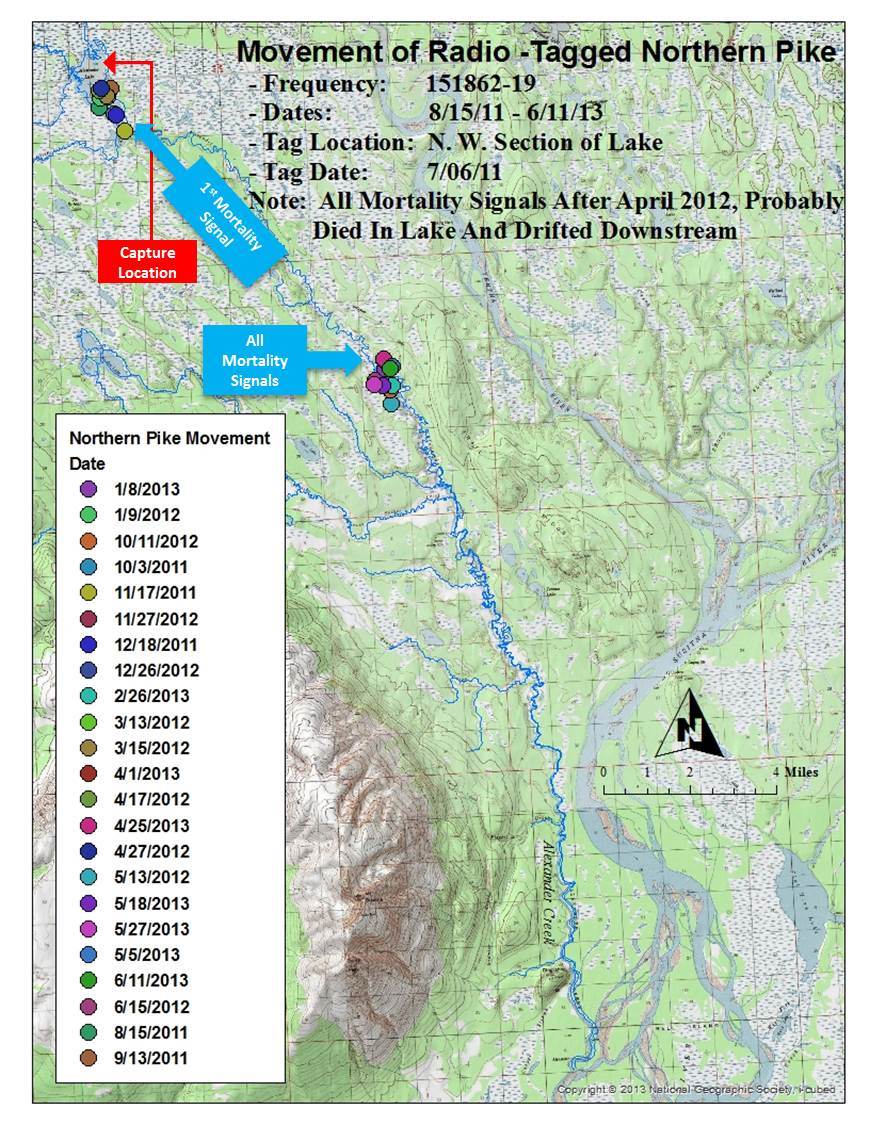 Movement of Radio -Tagged Northern Pike
- Frequency: 151862-19
- Dates: 8/15/11 - 6/11/13
- Tag Location: N. W. Section of Lake
- Tag Date: 7/06/11
Note: All Mortality Signals After April 2012, Probably
Died In Lake And Drifted Downstream
1st Mortality
Signal
Capture
Location
All
Mortality
Signals
Northern Pike Movement
Date
1/8/2013
1/9/2012
10/11/2012
10/3/2011
11/17/2011
11/27/2012
12/18/2011
12/26/2012
2/26/2013
3/13/2012
3/15/2012
4/1/2013
4/17/2012
4/25/2013
4/27/2012
5/13/2012
5/18/2013
5/27/2013
5/5/2013
6/11/2013
6/15/2012
8/15/2011
9/13/2011
RIVER
SUSITNA
N
0 1 2 4 Miles
Alexander Creek
Copyright:© 2013 National Geographic Society, i-cubed